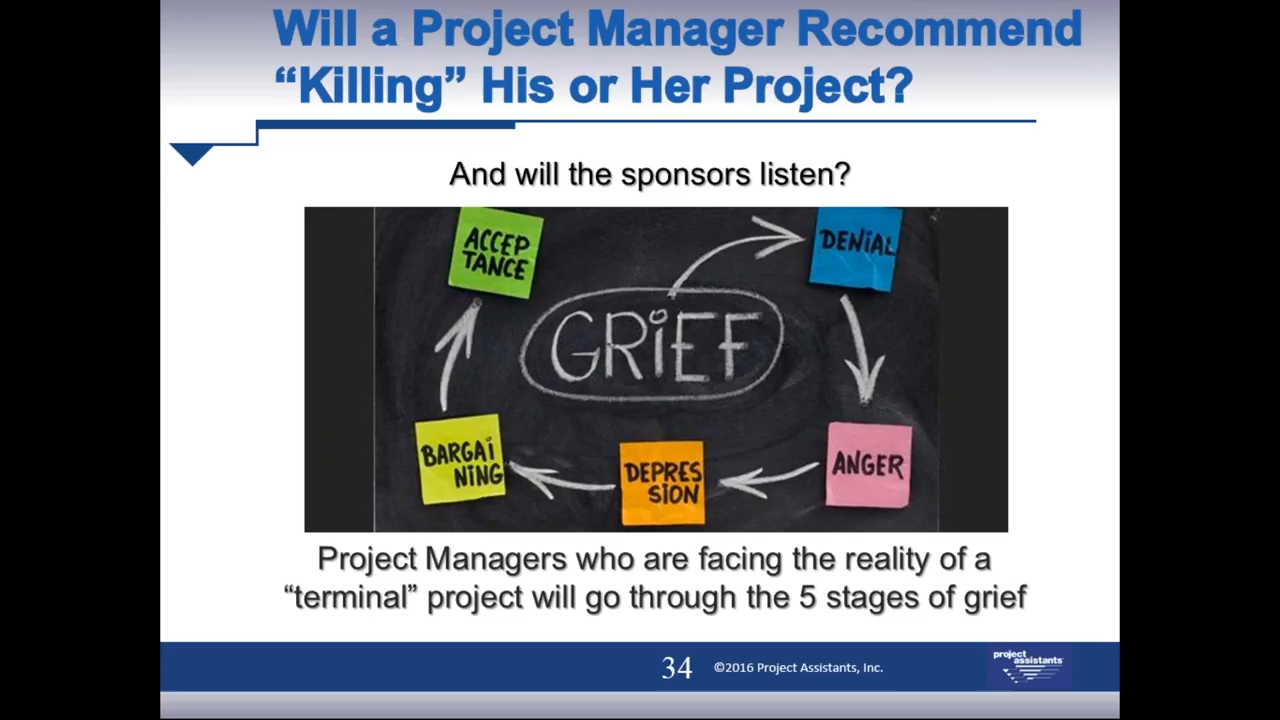 Will a Project Manager Recommend
“Killing” His or Her Project?
And will the sponsors listen?
ACCEP
TANCE
GRiEF
DENiAL
ANGER
DEPRES
SiON
BARGAi
NiNG
Project Managers who are facing the reality of a
“terminal” project will go through the 5 stages of grief
34
©2016 Project Assistants, Inc.
project
assistants